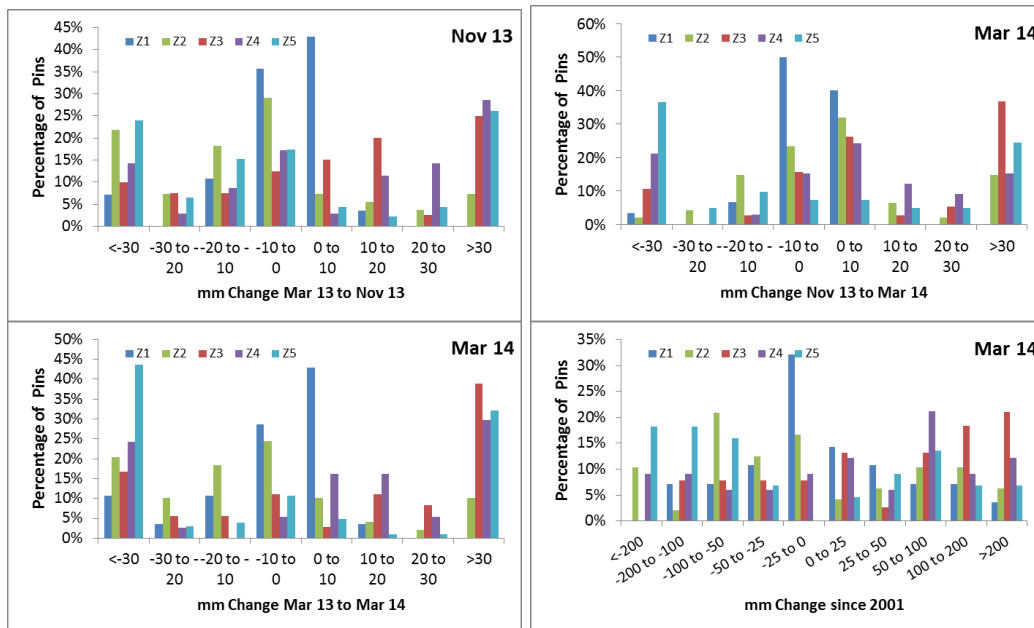 Nov 13
Z1 Z2 Z3 Z4 Z5
Percentage of Pins
45%
40%
35%
30%
25%
20%
15%
10%
5%
0%
<-30 -30 to --20 to - -10 to 0 to 10 to 20 to >30
20 10 0 10 20 30
mm Change Mar 13 to Nov 13
Mar 14
Z1 Z2 Z3 Z4 Z5
Percentage of Pins
60%
50%
40%
30%
20%
10%
0%
<-30 -30 to --20 to - -10 to 0 to 10 to 20 to >30
20 10 0 10 20 30
mm Change Nov 13 to Mar 14
Mar 14
Z1 Z2 Z3 Z4 Z5
Percentage of Pins
50%
45%
40%
35%
30%
25%
20%
15%
10%
5%
0%
<-30 -30 to --20 to - -10 to 0 to 10 to 20 to >30
20 10 0 10 20 30
mm Change Mar 13 to Mar 14
Mar 14
Z1 Z2 Z3 Z4 Z5
Percentage of Pins
35%
30%
25%
20%
15%
10%
5%
0%
<-200
-200 to -100
-100 to -50
-50 to -25
-25 to 0
0 to 25
25 to 50
50 to 100
100 to 200
>200
mm Change since 2001